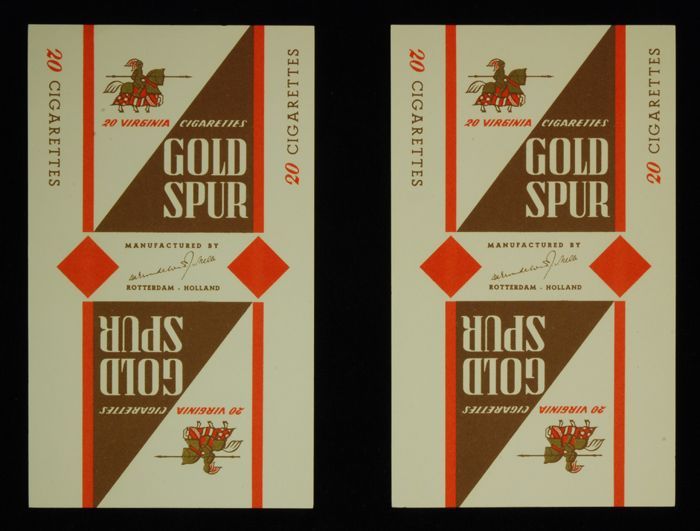 20 CIGARETTES
20 VIRGINIA CIGARETTES
GOLD
SPUR
20 CIGARETTES
MANUFACTURED BY
ROTTERDAM - HOLLAND
GOLD
SPUR
20 VIRGINIA CIGARETTES
20 CIGARETTES
20 VIRGINIA CIGARETTES
GOLD
SPUR
20 CIGARETTES
MANUFACTURED BY
ROTTERDAM - HOLLAND
GOLD
SPUR
20 VIRGINIA CIGARETTES